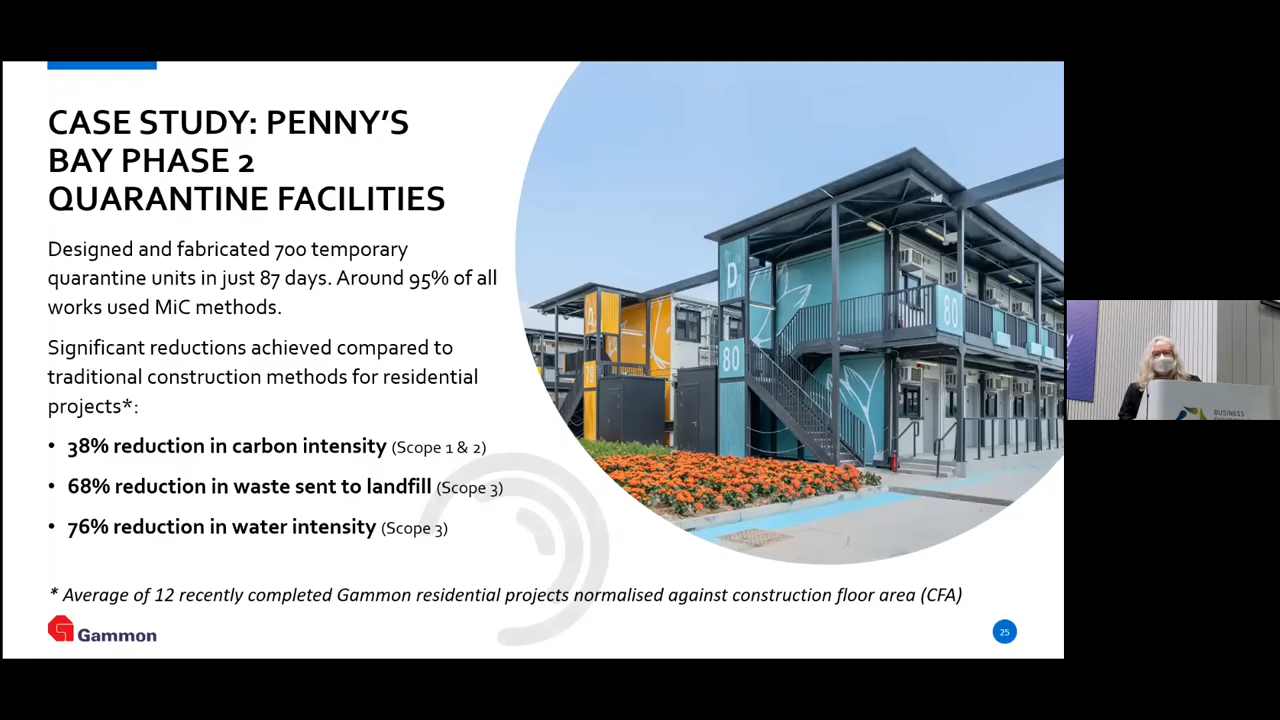 CASE STUDY: PENNY'S
BAY PHASE 2
QUARANTINE FACILITIES
Designed and fabricated 700 temporary
quarantine units in just 87 days. Around 95% of all
works used MiC methods.
Significant reductions achieved compared to
traditional construction methods for residential
projects*:
• 38% reduction in carbon intensity (Scope 1 & 2)
• 68% reduction in waste sent to landfill (Scope 3)
• 76% reduction in water intensity (Scope 3)
* Average of 12 recently completed Gammon residential projects normalised against construction floor area (CFA)
Gammon
25
D
80
80
A
79
BUSINESS